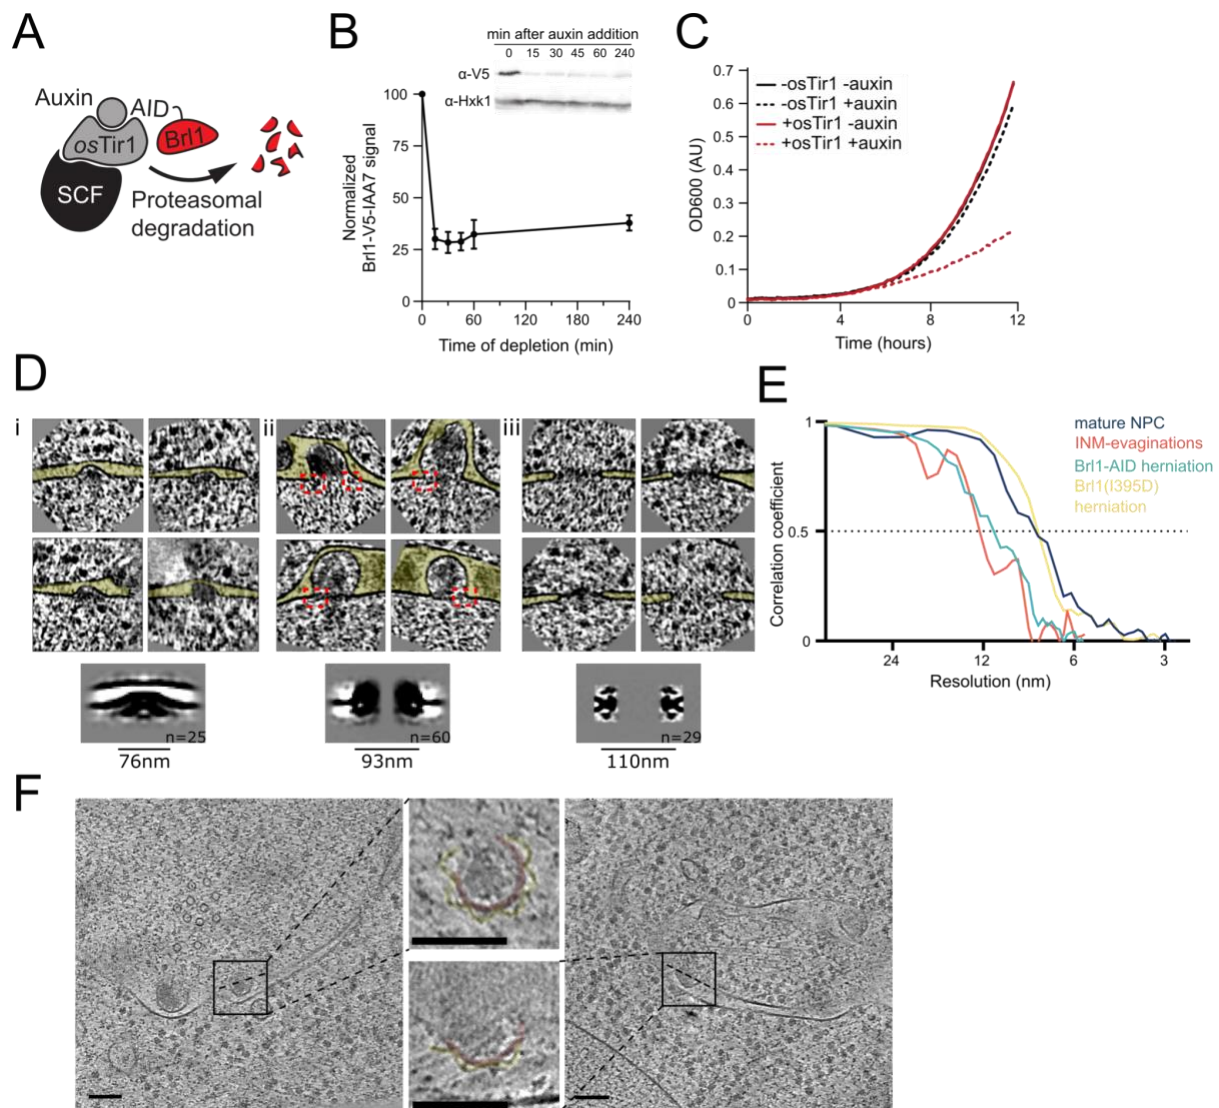 A
Auxin
AID
osTir1
Brl1
SCF
Proteasomal
degradation
B
min after auxin addition
0 15 30 45 60 240
α-V5
α-Hxk1
Normalized
Brl1-V5-IAA7 signal
100
75
50
25
0
0 60 120 180 240
Time of depletion (min)
C
OD600 (AU)
0.7
0.6
0.5
0.4
0.3
0.2
0.1
0
-osTir1 -auxin
-osTir1 +auxin
+osTir1 -auxin
+osTir1 +auxin
0 4 8 12
Time (hours)
D
i
ii
iii
n=25
n=60
n=29
76nm
93nm
110nm
E
Correlation coefficient
1
0.5
0
mature NPC
INM-evaginations
Brl1-AID herniation
Brl1(I395D)
herniation
24 12 6 3
Resolution (nm)
F